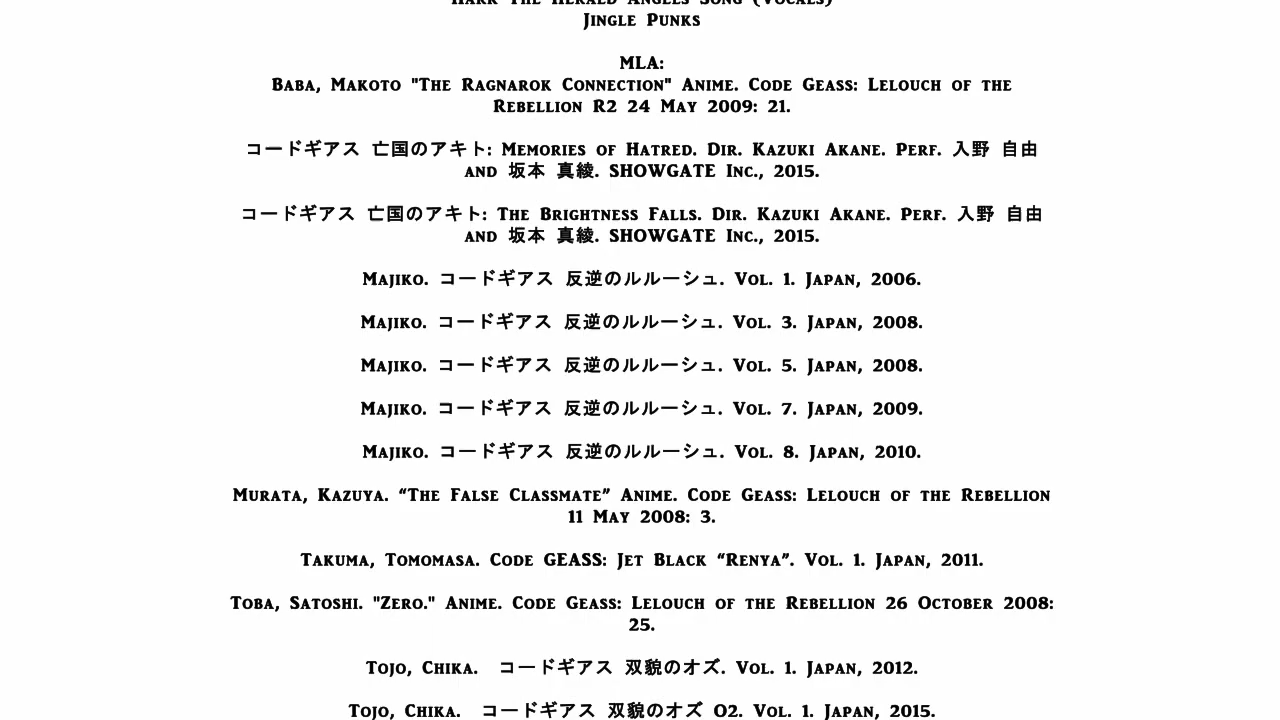 Hark The Herald Angels Song (Vocals)
Jingle Punks
MLA:
Baba, Makoto "The Ragnarok Connection" Anime. Code Geass: Lelouch of the
Rebellion R2 24 May 2009: 21.
コードギアス 亡国のアキト: Memories of Hatred. Dir. Kazuki Akane. Perf. 入野 自由
and 坂本 真綾. SHOWGATE Inc., 2015.
コードギアス 亡国のアキト: The Brightness Falls. Dir. Kazuki Akane. Perf. 入野 自由
and 坂本 真綾. SHOWGATE Inc., 2015.
Majiko. コードギアス 反逆のルルーシュ. Vol. 1. Japan, 2006.
Majiko. コードギアス 反逆のルルーシュ. Vol. 3. Japan, 2008.
Majiko. コードギアス 反逆のルルーシュ. Vol. 5. Japan, 2008.
Majiko. コードギアス 反逆のルルーシュ. Vol. 7. Japan, 2009.
Majiko. コードギアス 反逆のルルーシュ. Vol. 8. Japan, 2010.
Murata, Kazuya. “The False Classmate” Anime. Code Geass: Lelouch of the Rebellion
11 May 2008: 3.
Takuma, Tomomasa. Code GEASS: Jet Black “Renya”. Vol. 1. Japan, 2011.
Toba, Satoshi. "Zero." Anime. Code Geass: Lelouch of the Rebellion 26 October 2008:
25.
Tojo, Chika. コードギアス 双貌のオズ. Vol. 1. Japan, 2012.
Tojo, Chika. コードギアス 双貌のオズ O2. Vol. 1. Japan, 2015.